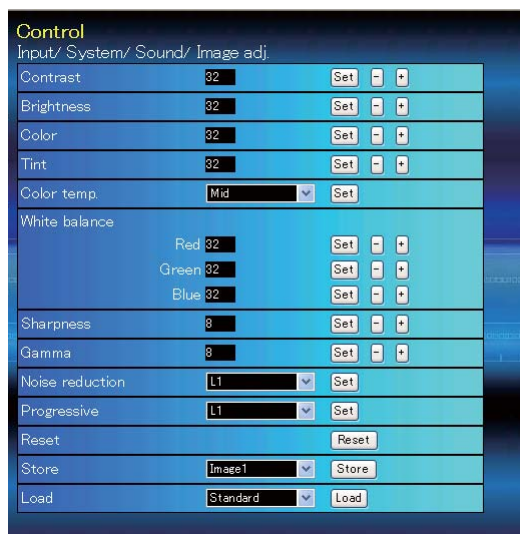 Control
Input/ System/ Sound/ Image adj.
Contrast 32 Set - +
Brightness 32 Set - +
Color 32 Set - +
Tint 32 Set - +
Color temp. Mid Set
White balance
Red 32 Set - +
Green 32 Set - +
Blue 32 Set - +
Sharpness 8 Set - +
Gamma 8 Set - +
Noise reduction L1 Set
Progressive L1 Set
Reset Reset
Store Image1 Store
Load Standard Load